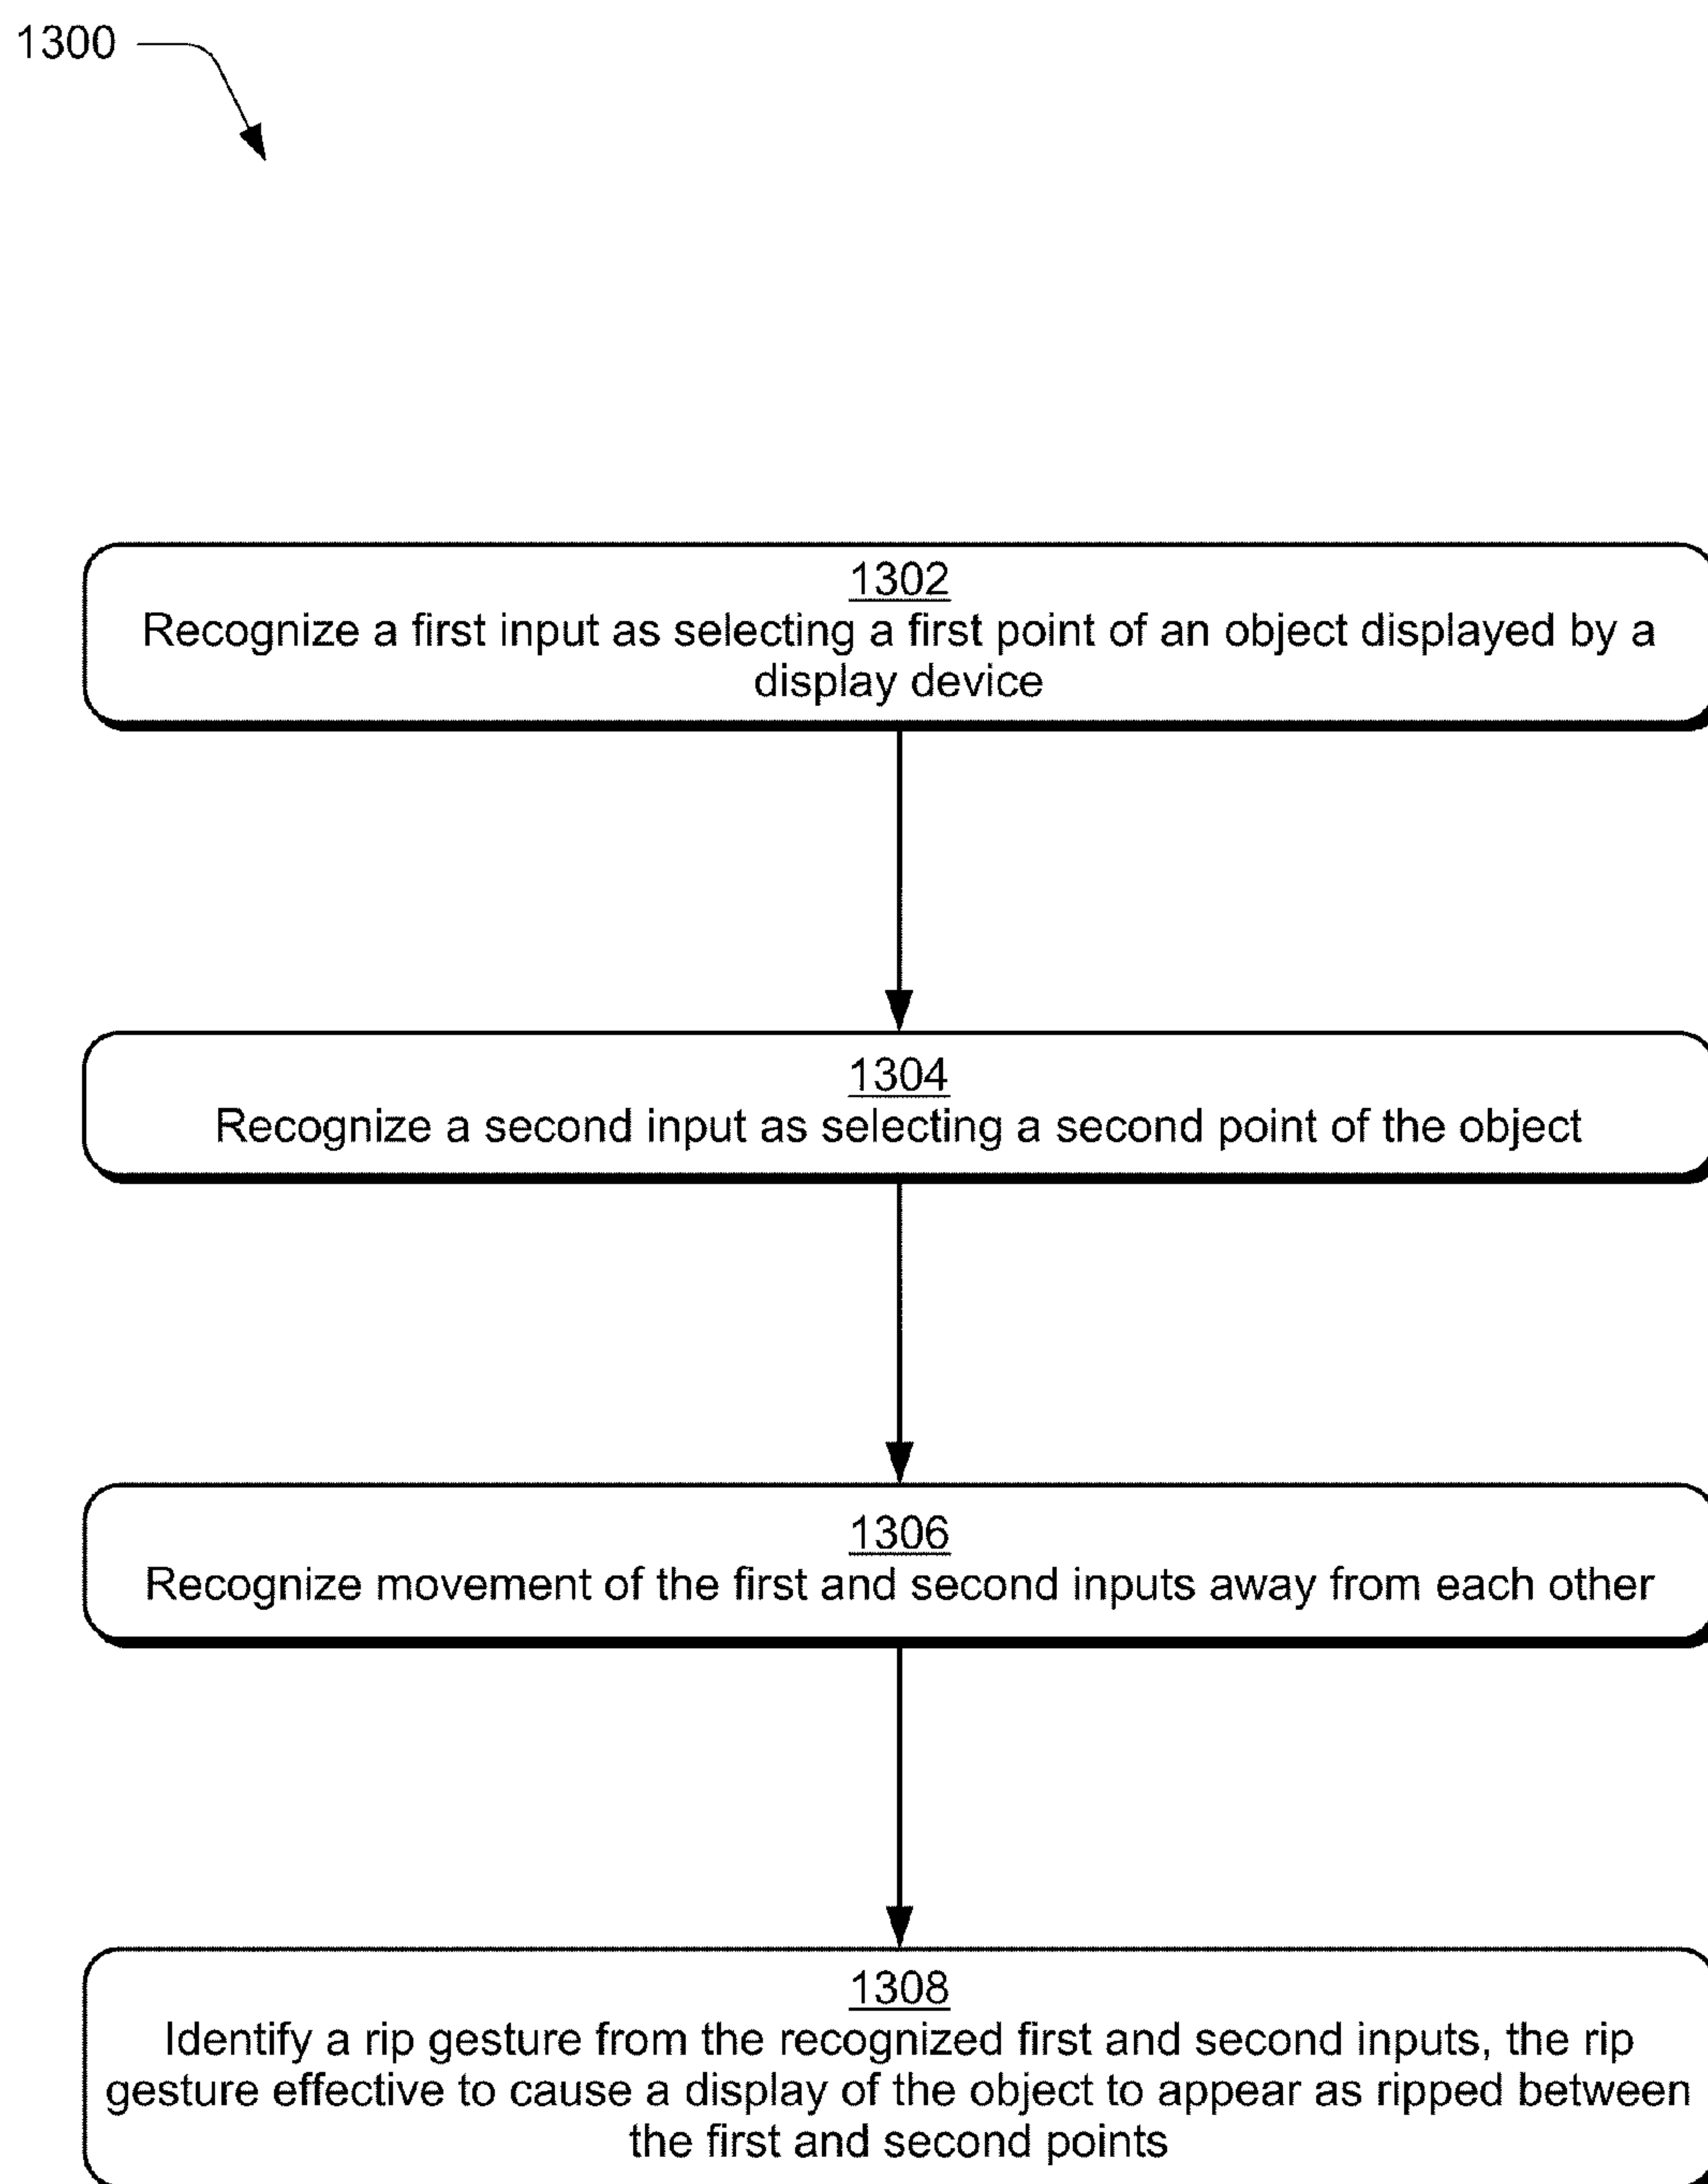 1300
1302
Recognize a first input as selecting a first point of an object displayed by a
display device
1304
Recognize a second input as selecting a second point of the object
1306
Recognize movement of the first and second inputs away from each other
1308
Identify a rip gesture from the recognized first and second inputs, the rip
gesture effective to cause a display of the object to appear as ripped between
the first and second points